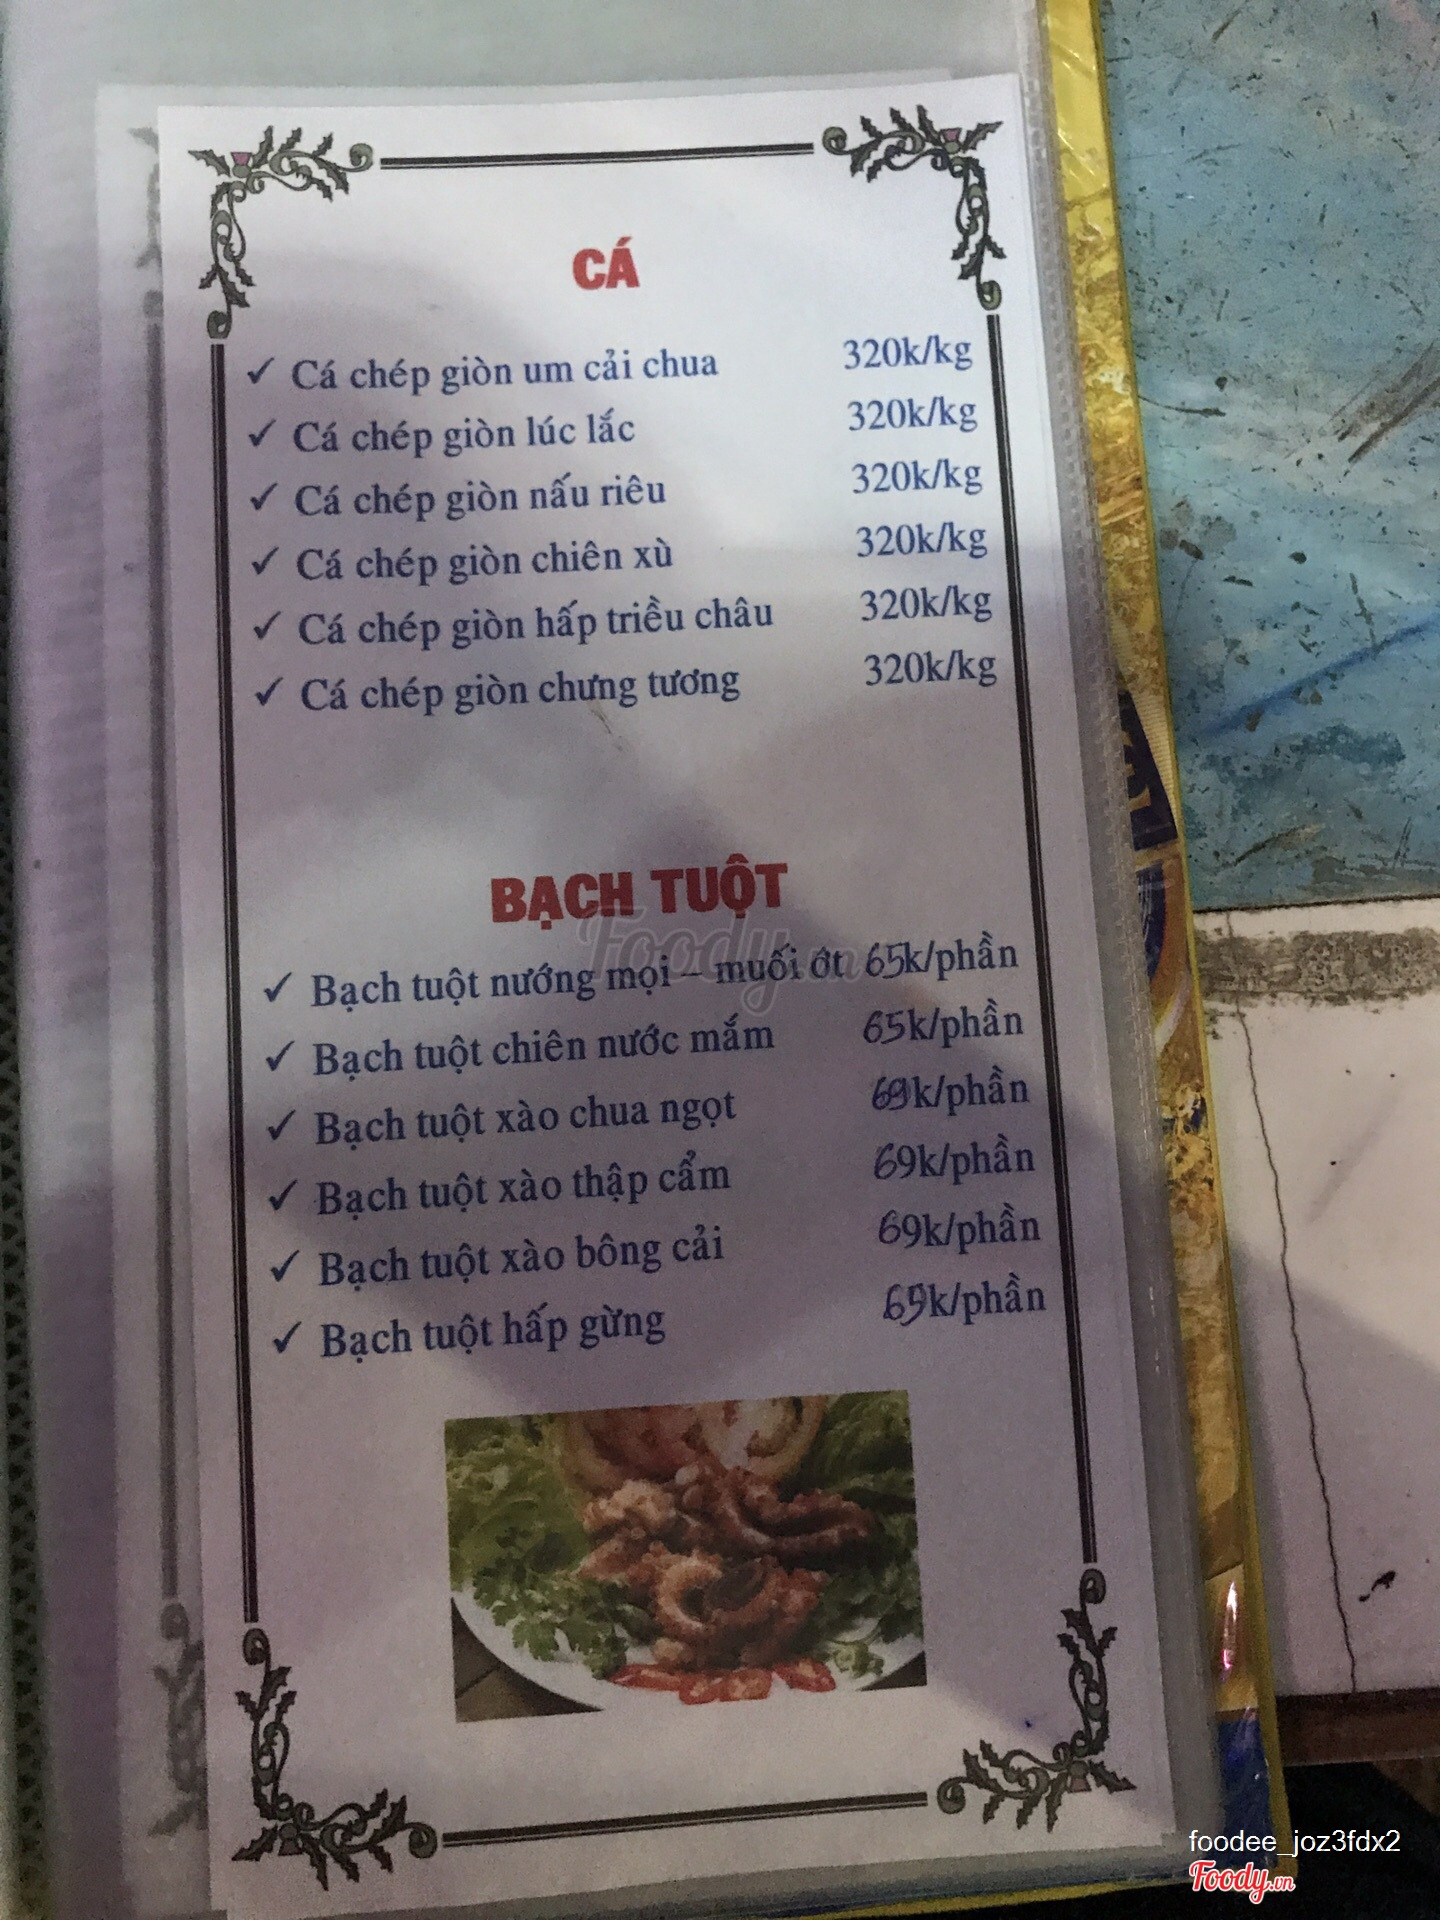 CÁ
✓ Cá chép giòn um cải chua 320k/kg
✓ Cá chép giòn lúc lắc 320k/kg
✓ Cá chép giòn nấu riêu 320k/kg
✓ Cá chép giòn chiên xù 320k/kg
✓ Cá chép giòn hấp triều châu 320k/kg
✓ Cá chép giòn chưng tương 320k/kg
BẠCH TUỘT
Foody.vn
✓ Bạch tuột nướng mọi – muối ớt 65k/phần
✓ Bạch tuột chiên nước mắm 65k/phần
✓ Bạch tuột xào chua ngọt 69k/phần
✓ Bạch tuột xào thập cẩm 69k/phần
✓ Bạch tuột xào bông cải 69k/phần
✓ Bạch tuột hấp gừng 65k/phần
foodee_joz3fdx2
Foody.vn